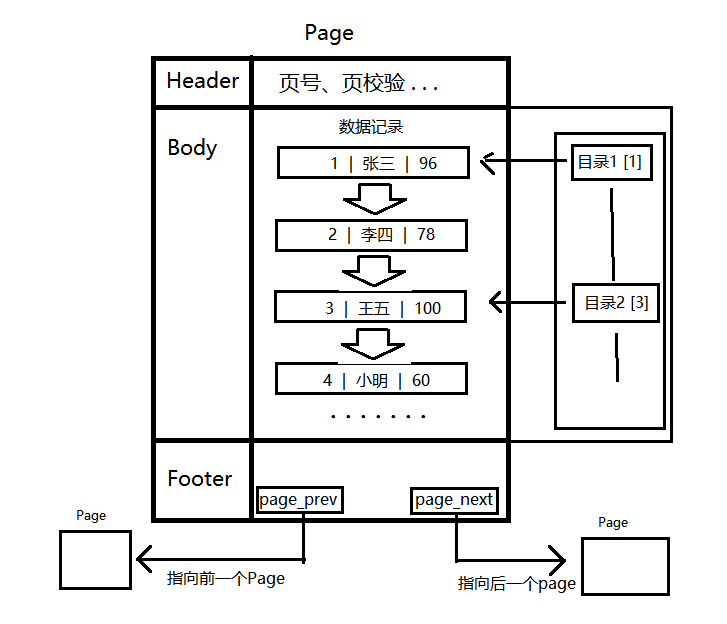 Page
Header
页号、页校验 . . .
Body
数据记录
1 | 张三 | 96
目录1 [1]
2 | 李四 | 78
3 | 王五 | 100
目录2 [3]
4 | 小明 | 60
. . . . . . .
Footer
page_prev
page_next
Page
Page
指向前一个Page
指向后一个page